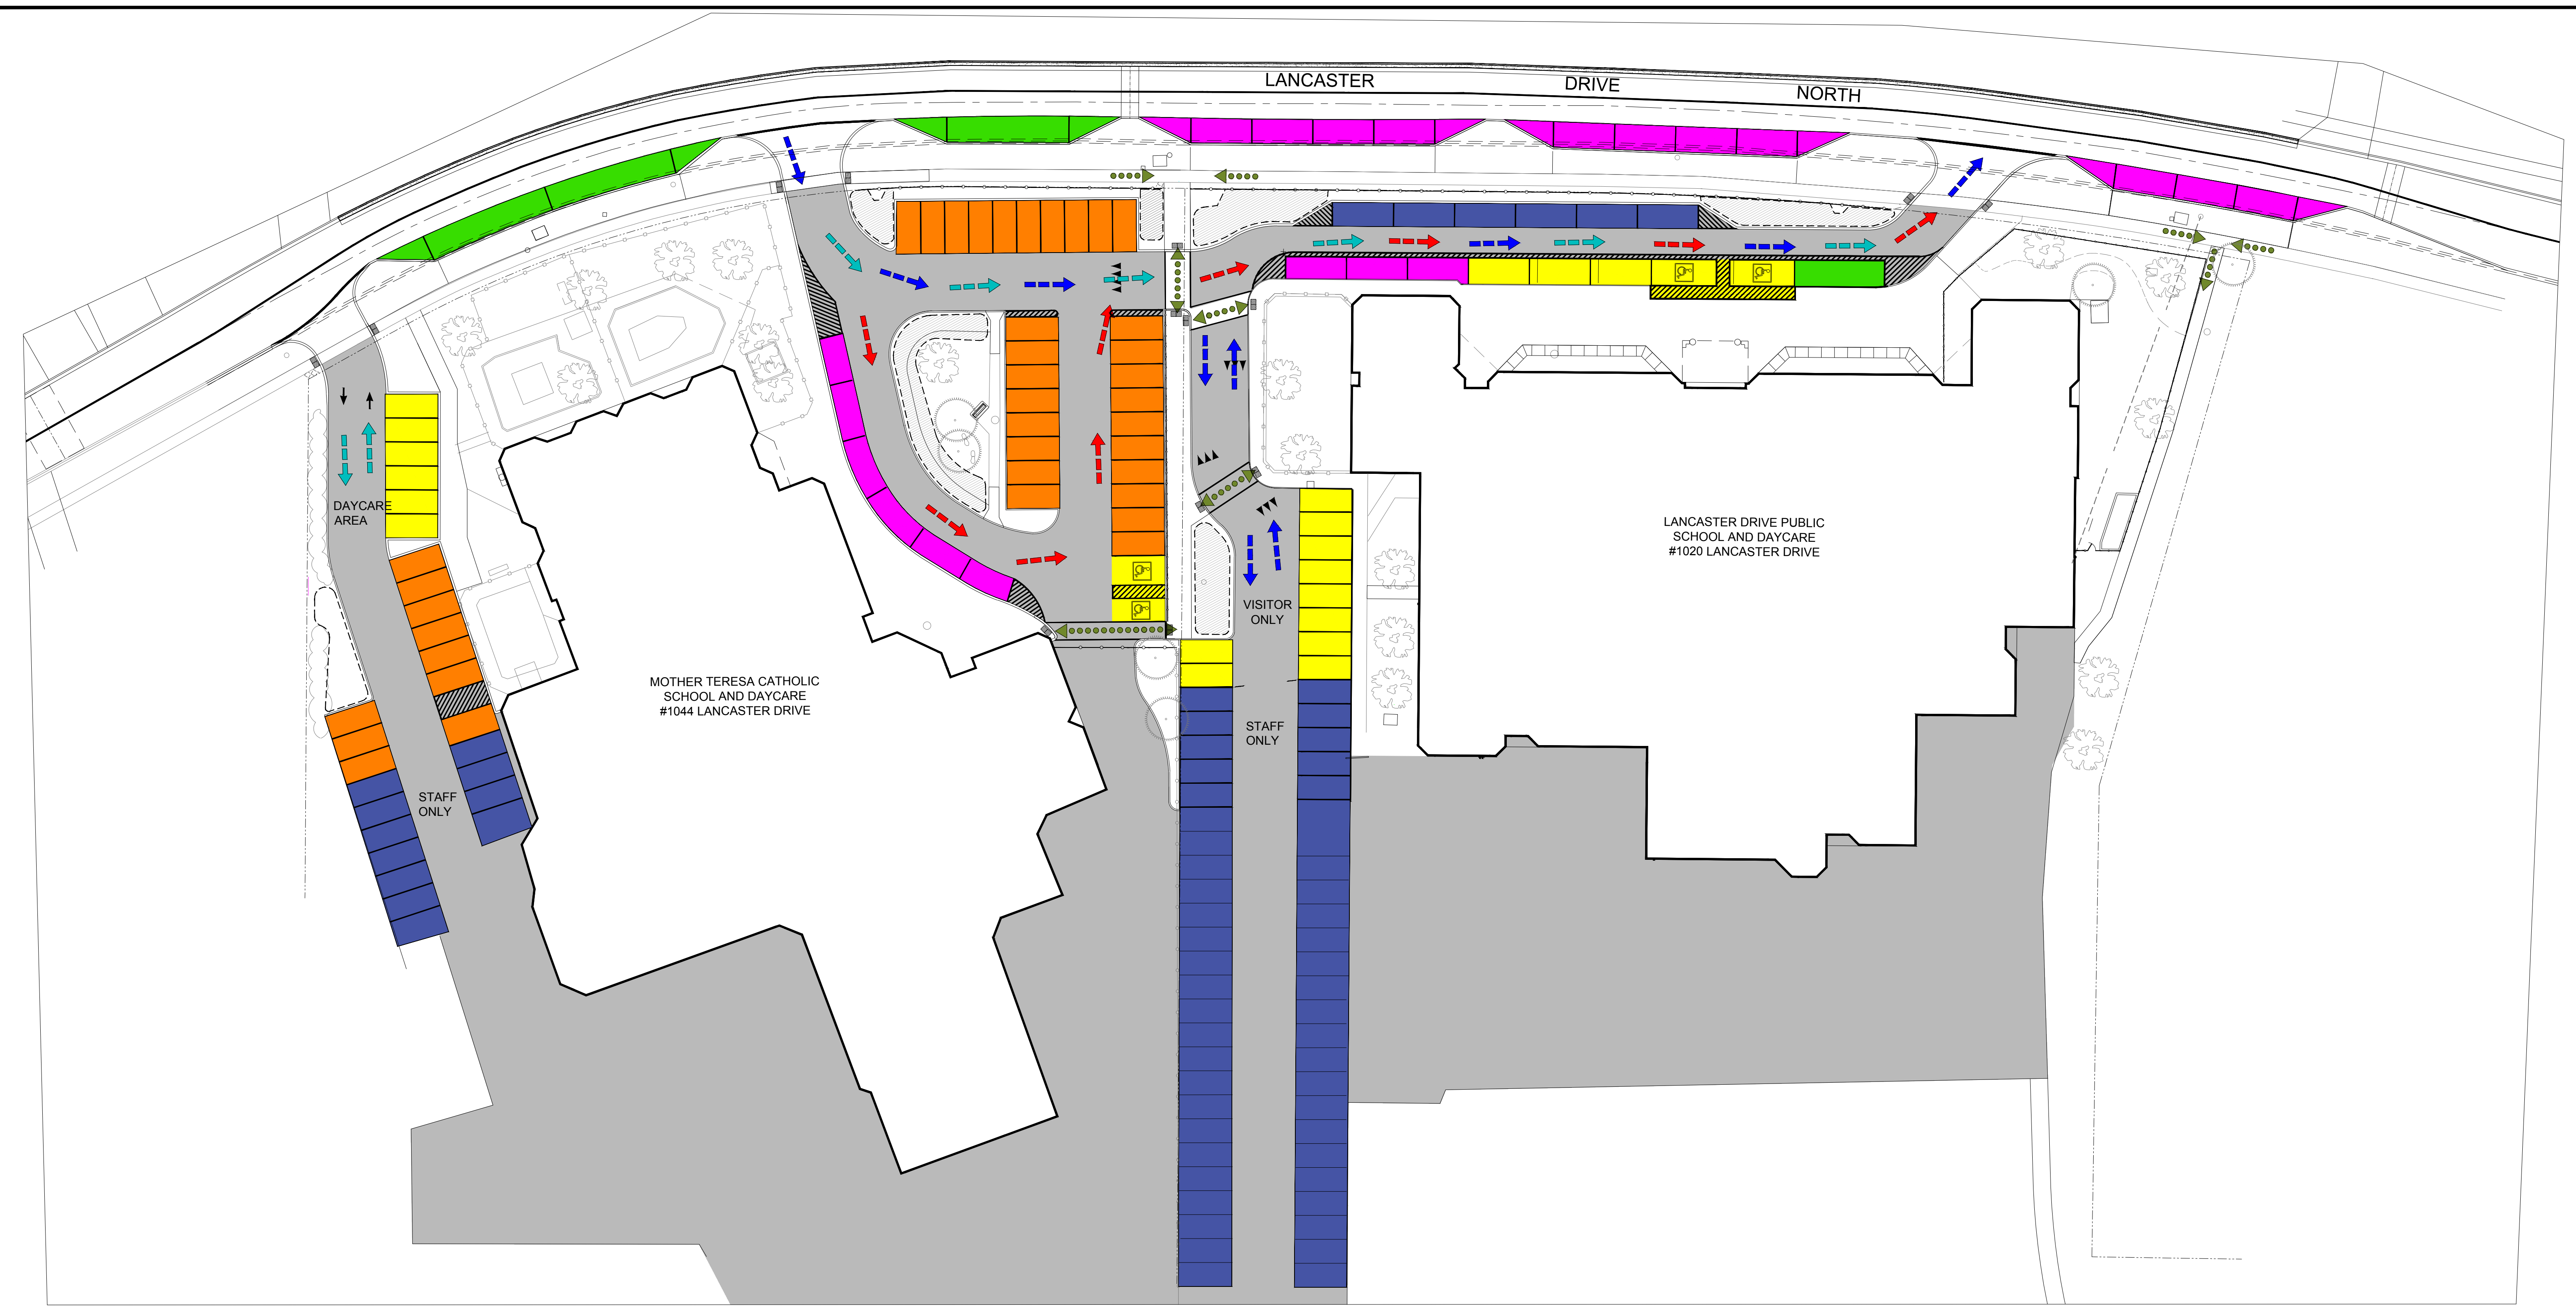 LANCASTER DRIVE NORTH
DAYCARE
AREA
LANCASTER DRIVE PUBLIC
SCHOOL AND DAYCARE
#1020 LANCASTER DRIVE
VISITOR
ONLY
MOTHER TERESA CATHOLIC
SCHOOL AND DAYCARE
#1044 LANCASTER DRIVE
STAFF
ONLY
STAFF
ONLY